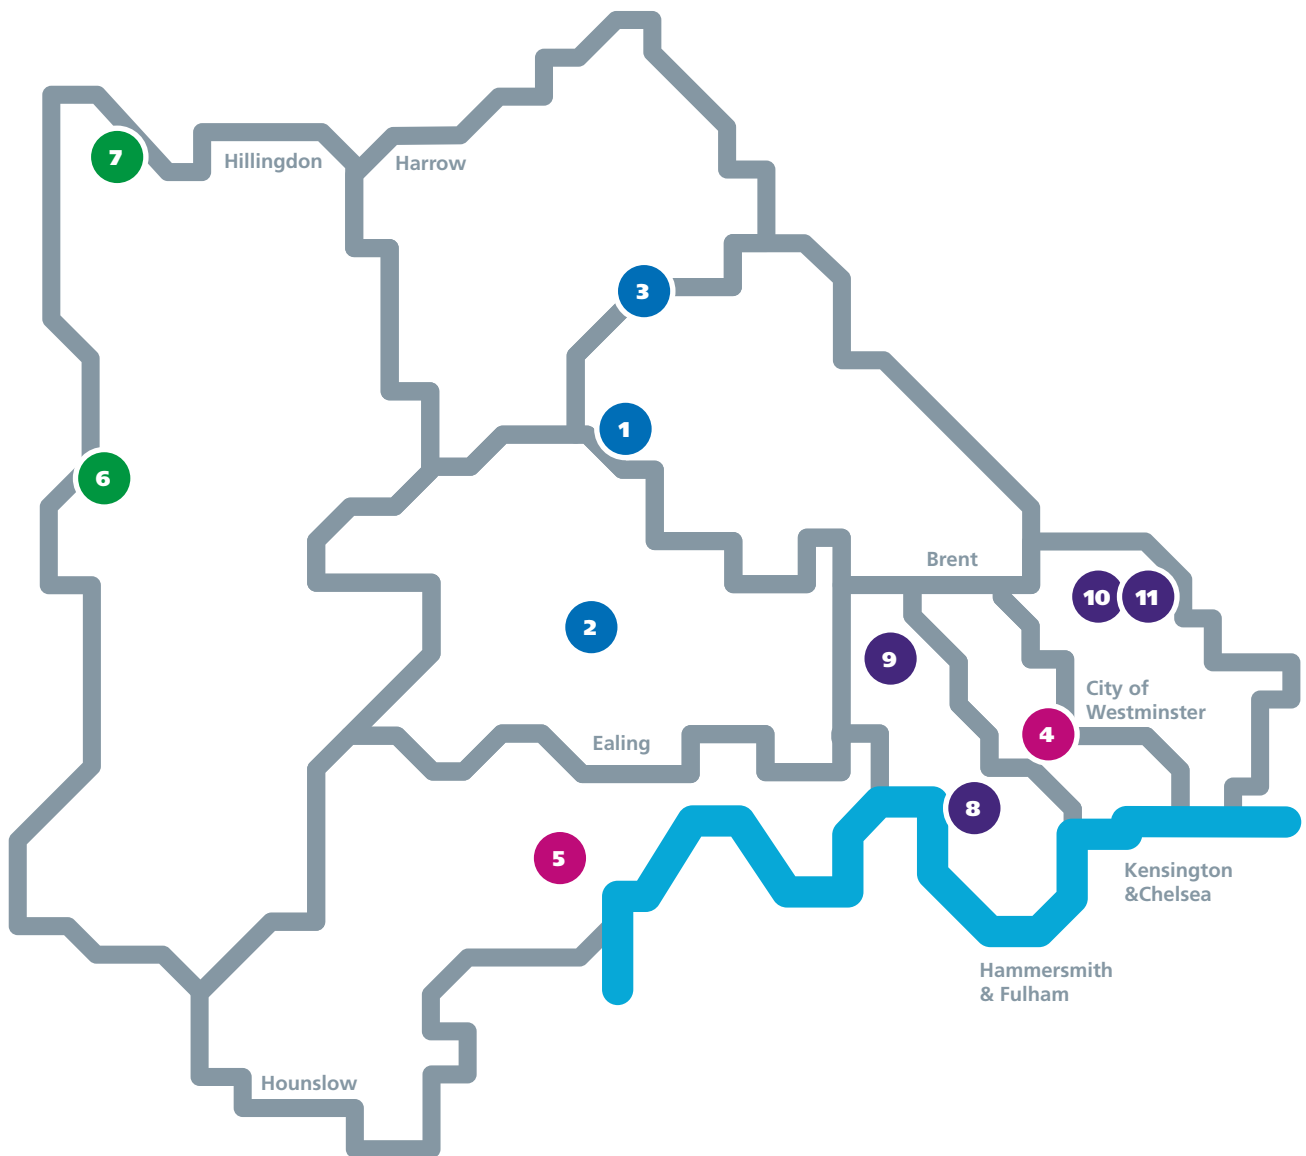 7
Hillingdon
Harrow
3
1
6
Brent
10
11
2
9
City of
Westminster
4
Ealing
8
5
Kensington
&Chelsea
Hammersmith
& Fulham
Hounslow